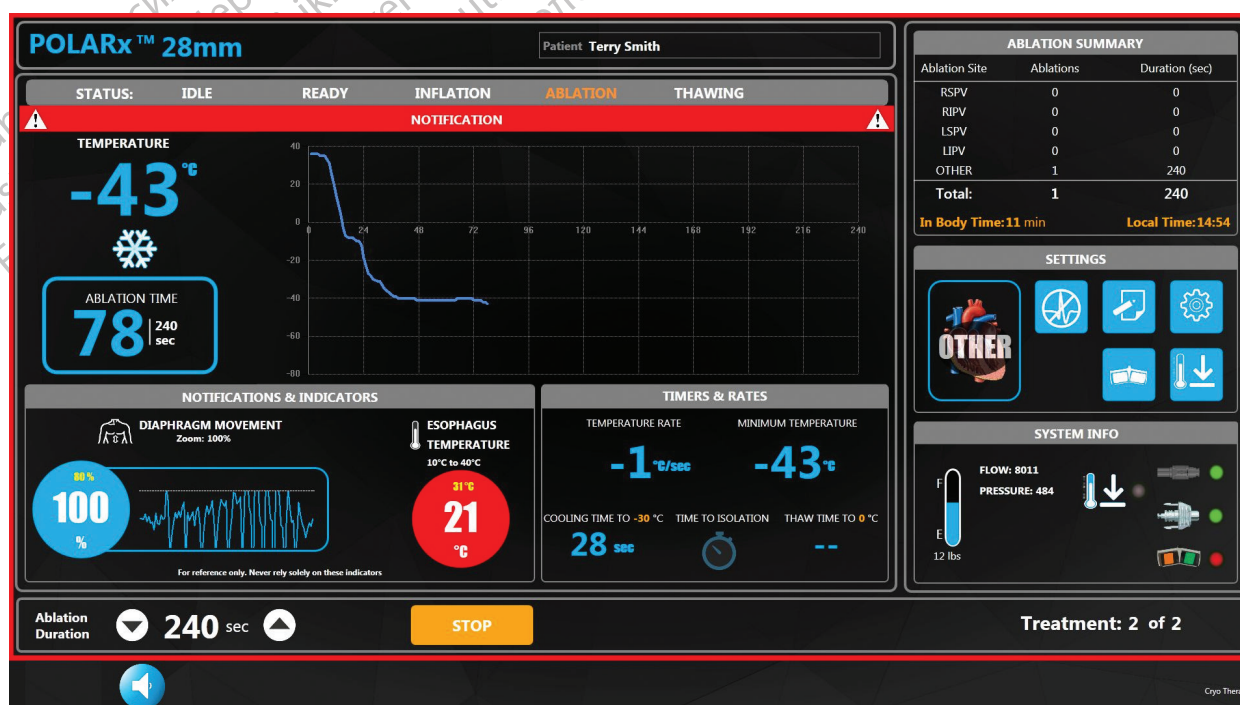 POLARx™ 28mm
Patient Terry Smith
STATUS: IDLE READY INFLATION ABLATION THAWING
NOTIFICATION
TEMPERATURE
-43 °C
ABLATION TIME
78 240 sec
40
20
0
-20
-40
-60
-80
0 24 48 72 96 120 144 168 192 216 240
NOTIFICATIONS & INDICATORS
DIAPHRAGM MOVEMENT
Zoom: 100%
80 %
100
%
ESOPHAGUS
TEMPERATURE
10°C to 40°C
31°C
21
°C
For reference only. Never rely solely on these indicators
TIMERS & RATES
TEMPERATURE RATE MINIMUM TEMPERATURE
-1 °C/sec -43 °C
COOLING TIME TO -30 °C TIME TO ISOLATION THAW TIME TO 0 °C
28 sec --
Ablation
Duration
240 sec
STOP
Treatment: 2 of 2
ABLATION SUMMARY
Ablation Site Ablations Duration (sec)
RSPV 0 0
RIPV 0 0
LSPV 0 0
LIPV 0 0
OTHER 1 240
Total: 1 240
In Body Time:11 min Local Time:14:54
SETTINGS
OTHER
SYSTEM INFO
F
E
12 lbs
FLOW: 8011
PRESSURE: 484
Cryo